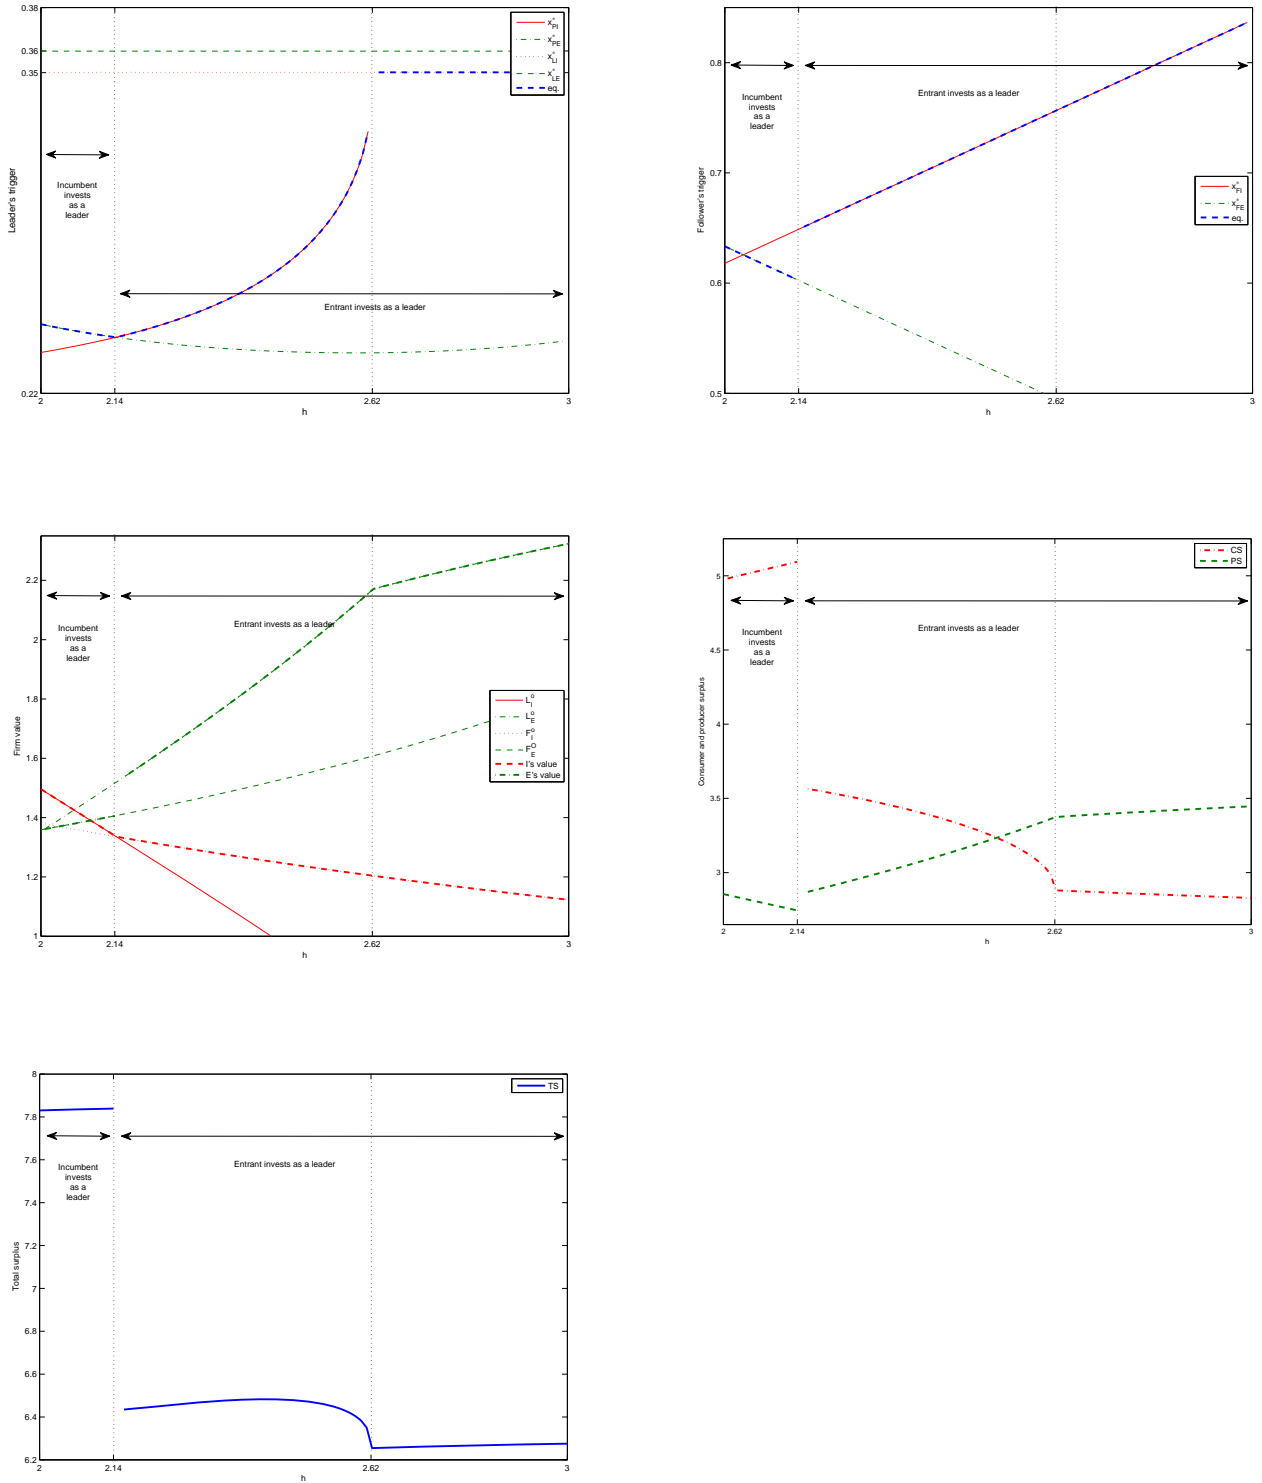 0.38
0.36
0.35
0.22
2
2.14
2.62
3
h
Leader's trigger
x*PI
x*PE
x*LI
x*LE
eq.
Incumbent
invests
as a
leader
Entrant invests as a leader
0.8
0.7
0.6
0.5
2
2.14
2.62
3
h
Follower's trigger
Incumbent
invests
as a
leader
Entrant invests as a leader
x*FI
x*FE
eq.
2.2
2
1.8
1.6
1.4
1.2
1
2
2.14
2.62
3
h
Firm value
Incumbent
invests
as a
leader
Entrant invests as a leader
L°I
L°E
F°I
F°E
I's value
E's value
5
4.5
4
3.5
3
2
2.14
2.62
3
h
Consumer and producer surplus
CS
PS
Incumbent
invests
as a
leader
Entrant invests as a leader
8
7.8
7.6
7.4
7.2
7
6.8
6.6
6.4
6.2
2
2.14
2.62
3
h
Total surplus
TS
Incumbent
invests
as a
leader
Entrant invests as a leader